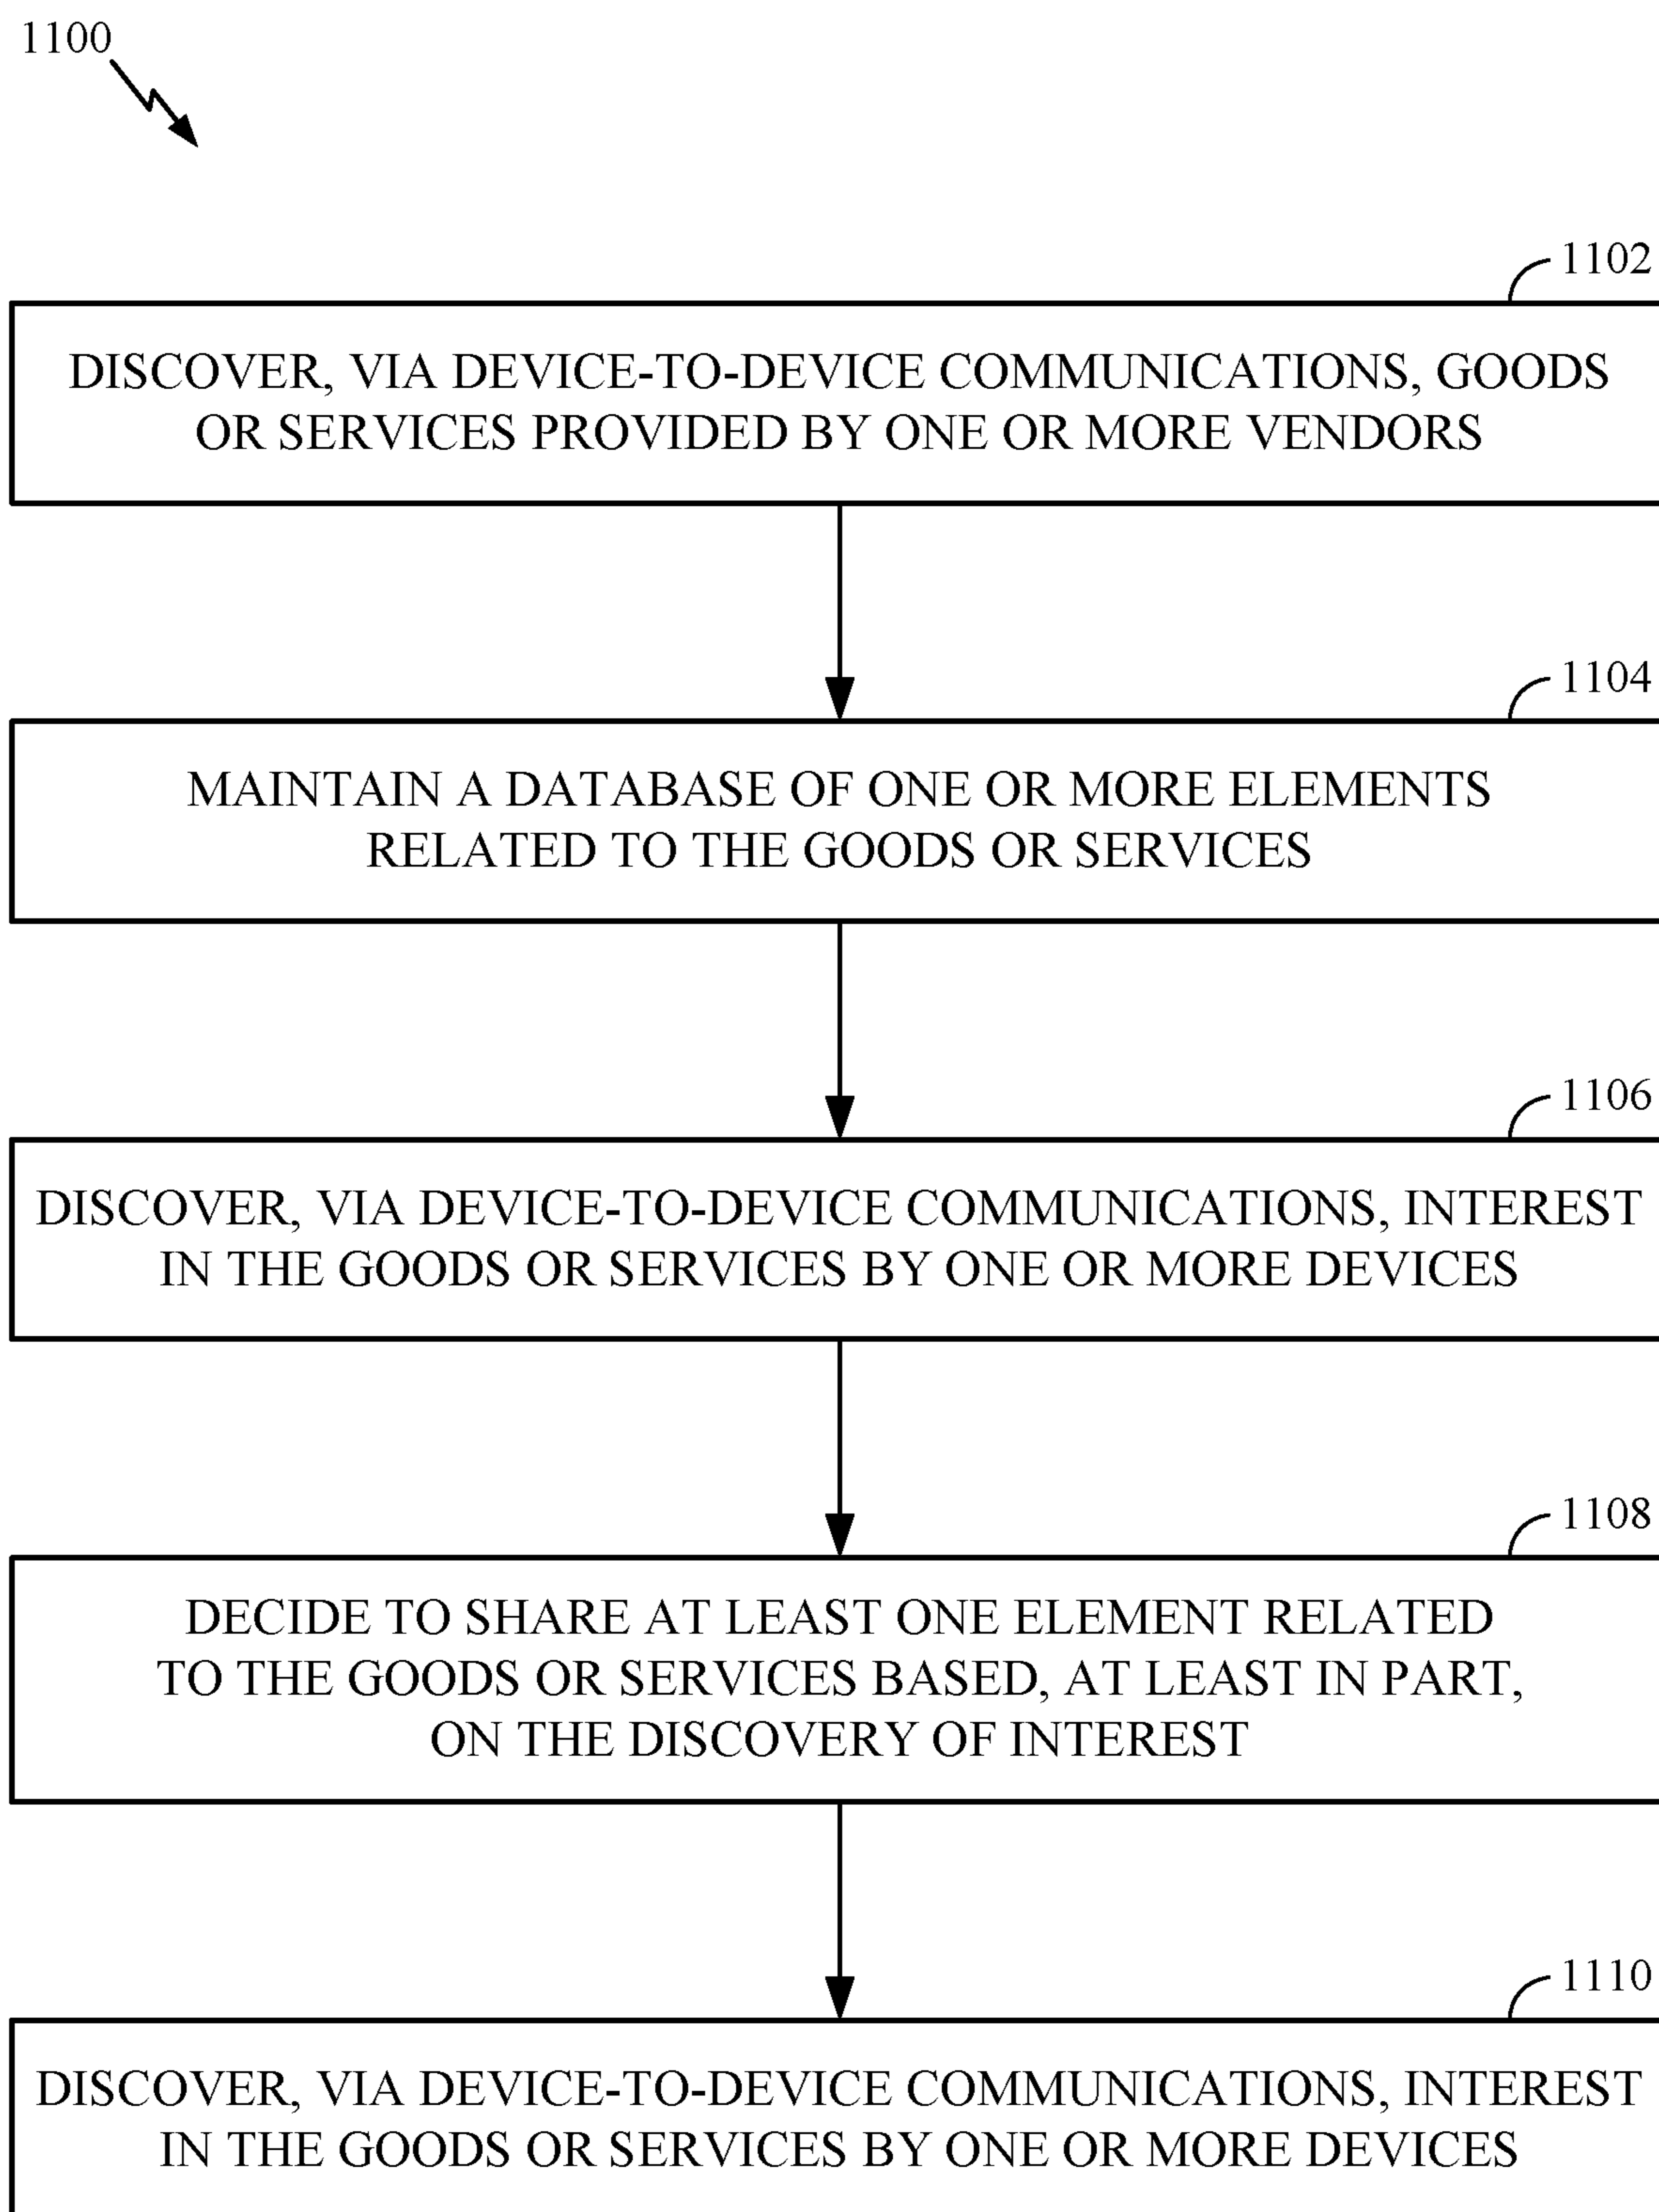 1100
1102
DISCOVER, VIA DEVICE-TO-DEVICE COMMUNICATIONS, GOODS
OR SERVICES PROVIDED BY ONE OR MORE VENDORS
1104
MAINTAIN A DATABASE OF ONE OR MORE ELEMENTS
RELATED TO THE GOODS OR SERVICES
1106
DISCOVER, VIA DEVICE-TO-DEVICE COMMUNICATIONS, INTEREST
IN THE GOODS OR SERVICES BY ONE OR MORE DEVICES
1108
DECIDE TO SHARE AT LEAST ONE ELEMENT RELATED
TO THE GOODS OR SERVICES BASED, AT LEAST IN PART,
ON THE DISCOVERY OF INTEREST
1110
DISCOVER, VIA DEVICE-TO-DEVICE COMMUNICATIONS, INTEREST
IN THE GOODS OR SERVICES BY ONE OR MORE DEVICES